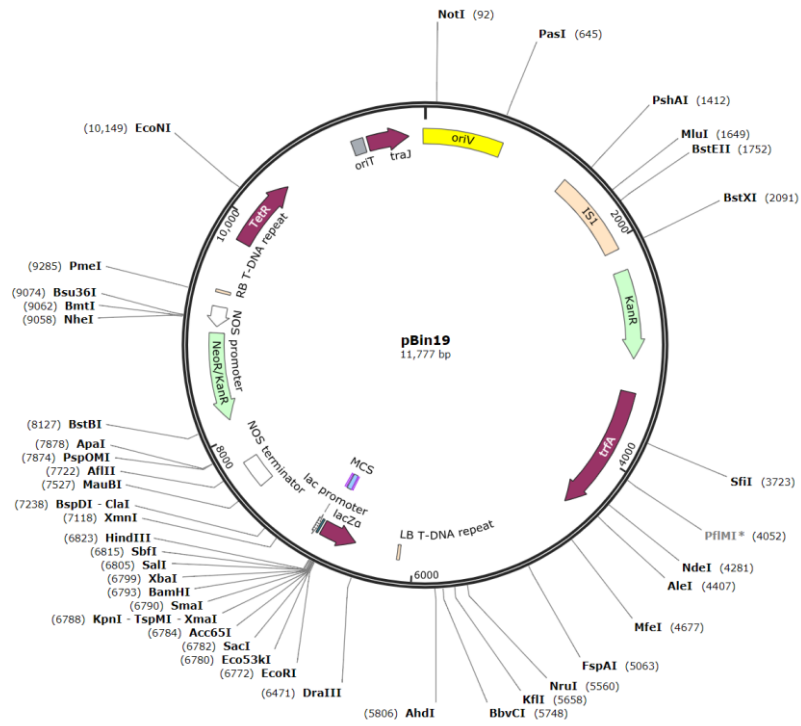 NotI (92)
PasI (645)
PshAI (1412)
MluI (1649)
BstEII (1752)
BstXI (2091)
SfiI (3723)
PflMI* (4052)
NdeI (4281)
AleI (4407)
MfeI (4677)
FspAI (5063)
NruI (5560)
KflI (5658)
BbvCI (5748)
AhdI (5806)
(6471) DraIII
(6772) EcoRI
(6780) Eco53kI
(6782) SacI
(6784) Acc65I
(6788) KpnI - TspMI - XmaI
(6790) SmaI
(6793) BamHI
(6799) XbaI
(6805) SalI
(6815) SbfI
(6823) HindIII
(7118) XmnI
(7238) BspDI - ClaI
(7527) MauBI
(7722) AflII
(7874) PspOMI
(7878) ApaI
(8127) BstBI
(9058) NheI
(9062) BmtI
(9074) Bsu36I
(9285) PmeI
(10,149) EcoNI
oriT
traJ
oriV
IS1
2000
KanR
trfA
4000
6000
LB T-DNA repeat
lacZα
lac promoter
MCS
NOS terminator
8000
NeoR/KanR
NOS promoter
RB T-DNA repeat
TetR
10,000
pBin19
11,777 bp